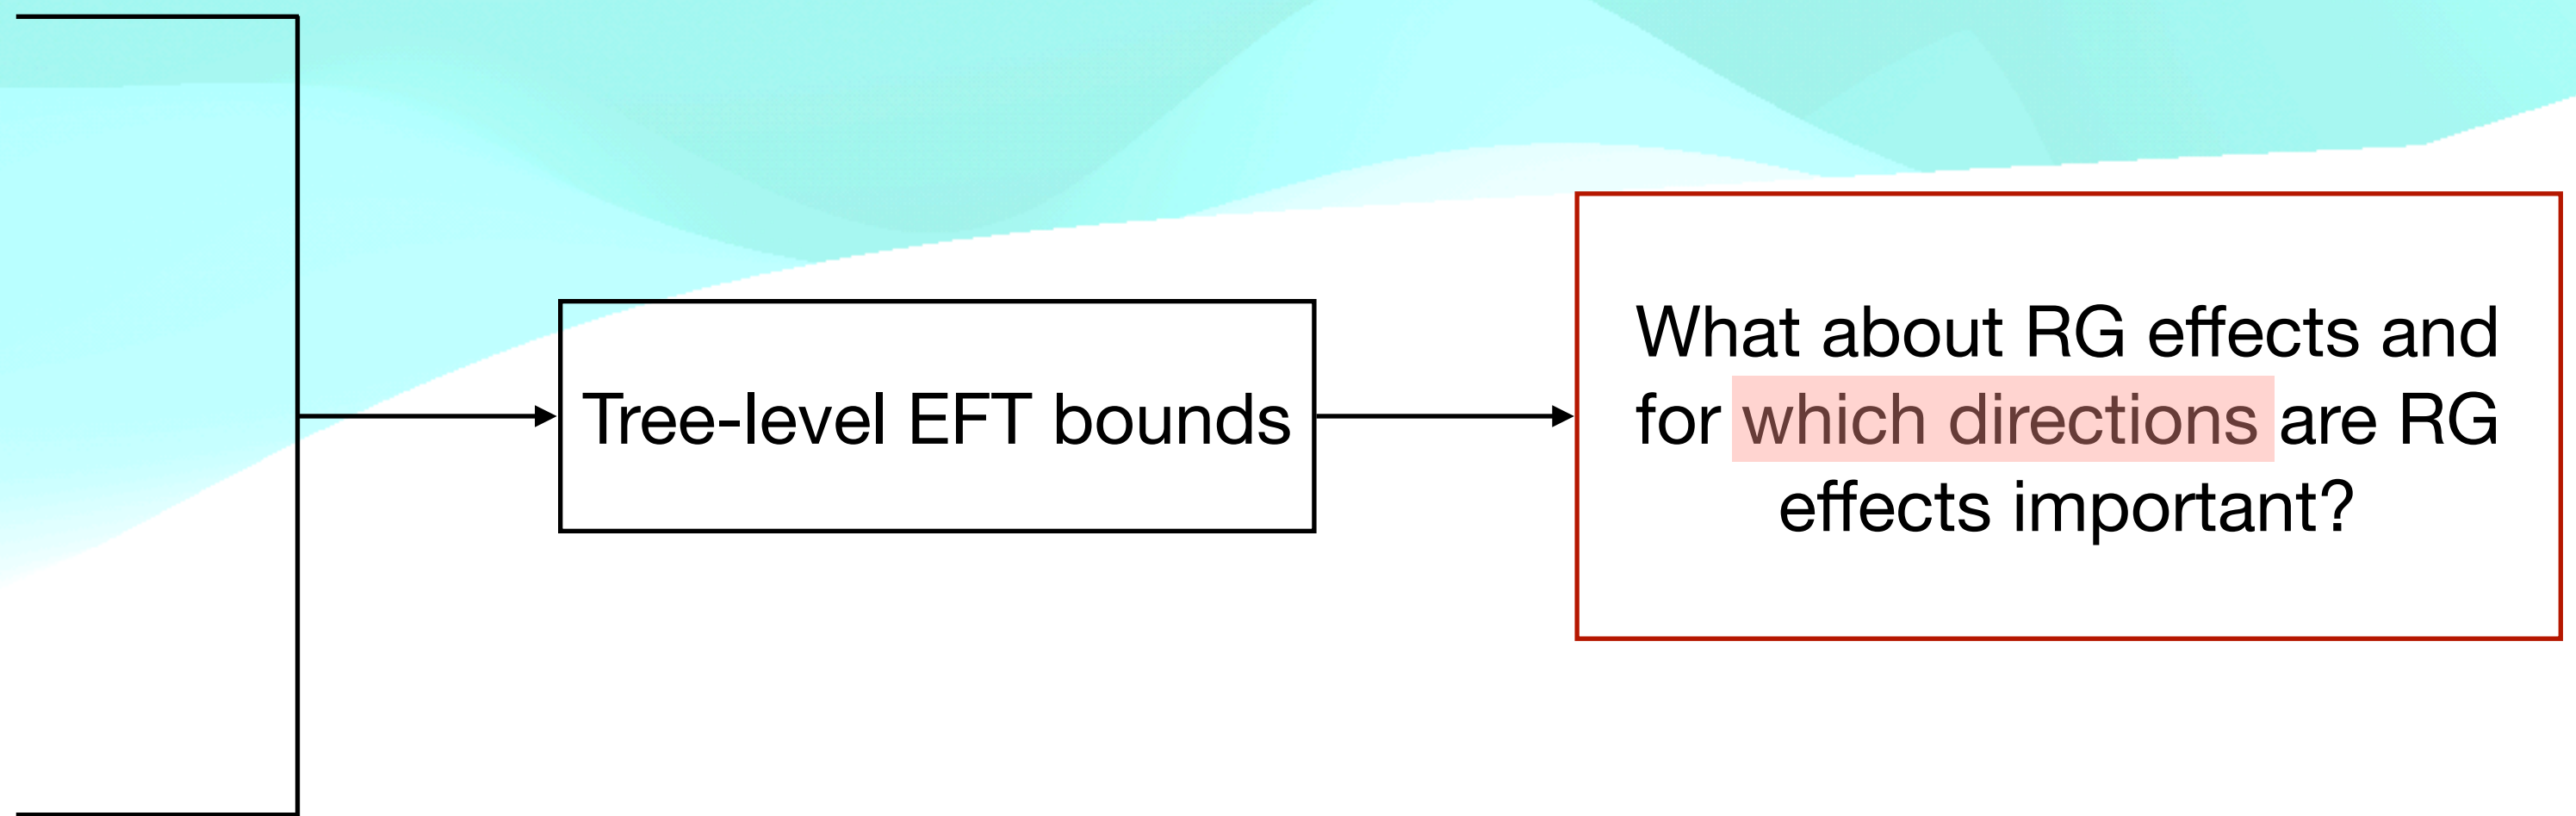 Tree-level EFT bounds
What about RG effects and
for which directions are RG
effects important?